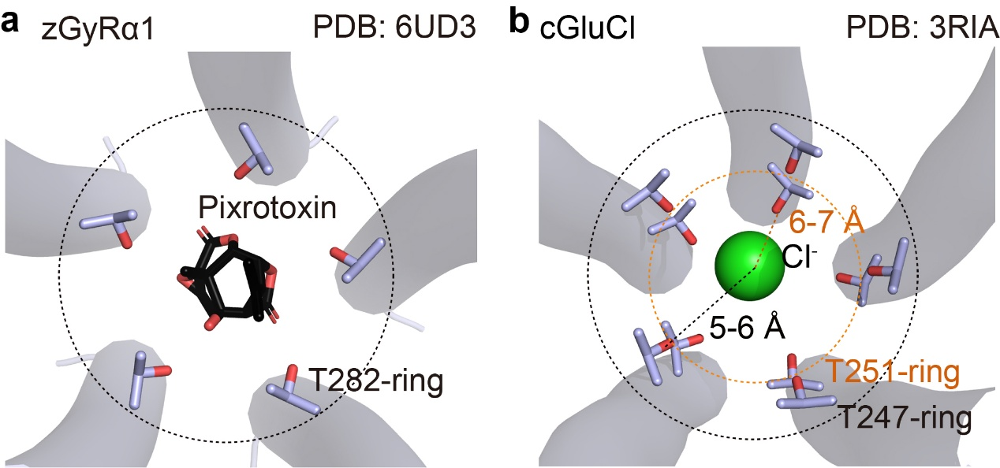 a zGyRα1 PDB: 6UD3
Pixrotoxin
T282-ring
b cGluCl PDB: 3RIA
6-7 Å
Cl-
5-6 Å
T251-ring
T247-ring